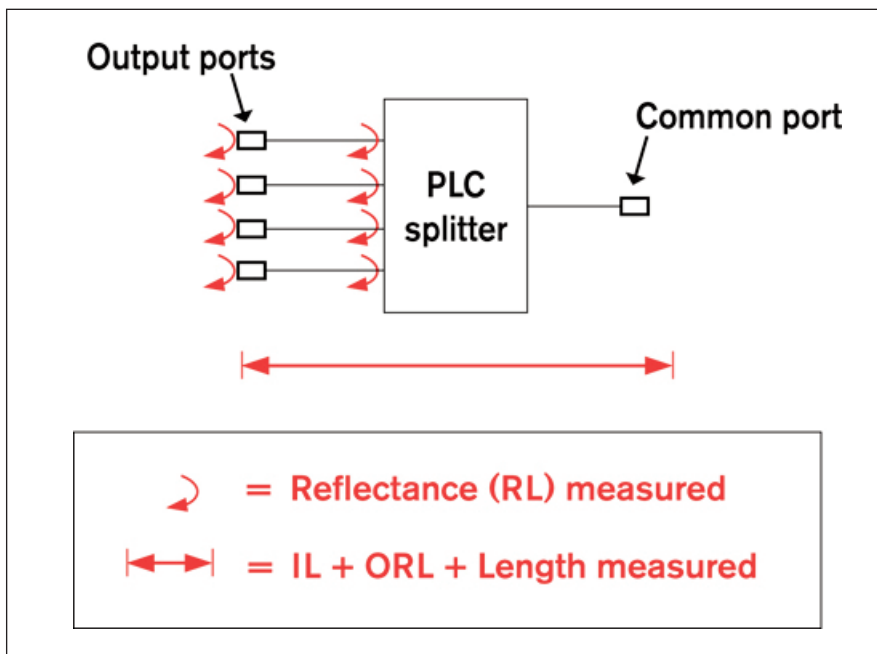 Output ports
Common port
PLC
splitter
= Reflectance (RL) measured
= IL + ORL + Length measured